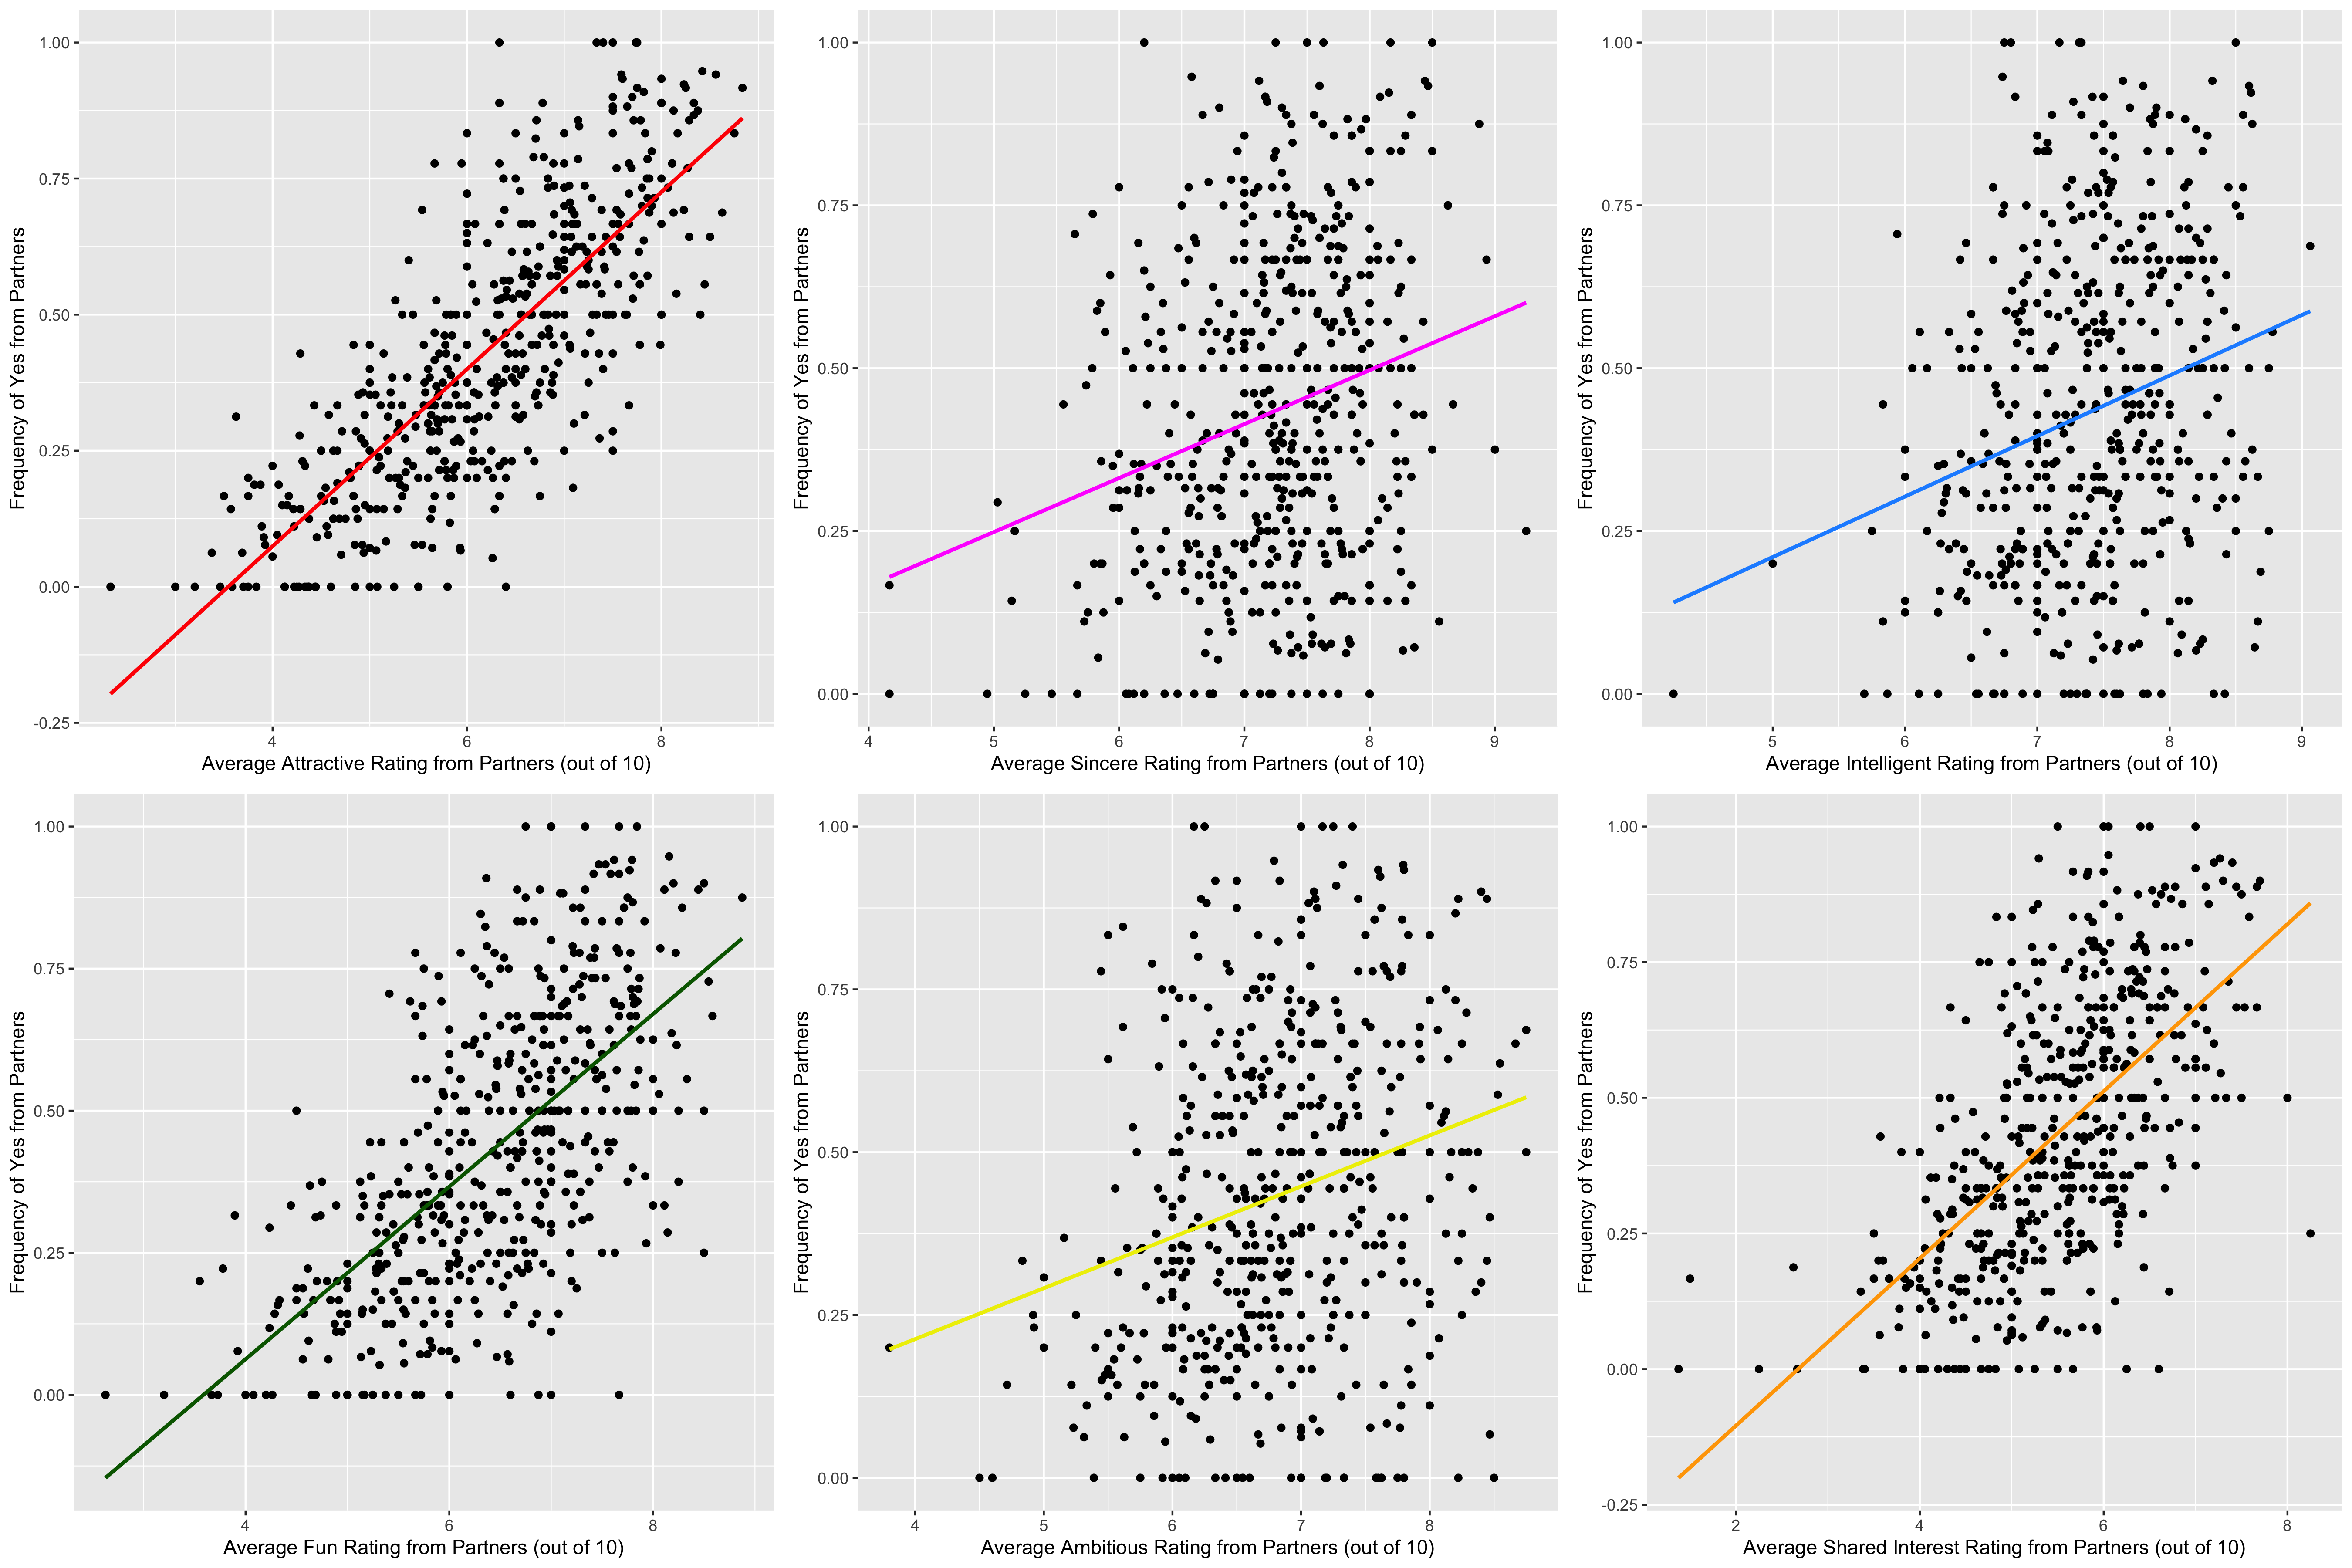 Frequency of Yes from Partners
1.00
0.75
0.50
0.25
0.00
-0.25
4 6 8
Average Attractive Rating from Partners (out of 10)
Frequency of Yes from Partners
1.00
0.75
0.50
0.25
0.00
4 5 6 7 8 9
Average Sincere Rating from Partners (out of 10)
Frequency of Yes from Partners
1.00
0.75
0.50
0.25
0.00
5 6 7 8 9
Average Intelligent Rating from Partners (out of 10)
Frequency of Yes from Partners
1.00
0.75
0.50
0.25
0.00
4 6 8
Average Fun Rating from Partners (out of 10)
Frequency of Yes from Partners
1.00
0.75
0.50
0.25
0.00
4 5 6 7 8
Average Ambitious Rating from Partners (out of 10)
Frequency of Yes from Partners
1.00
0.75
0.50
0.25
0.00
-0.25
2 4 6 8
Average Shared Interest Rating from Partners (out of 10)